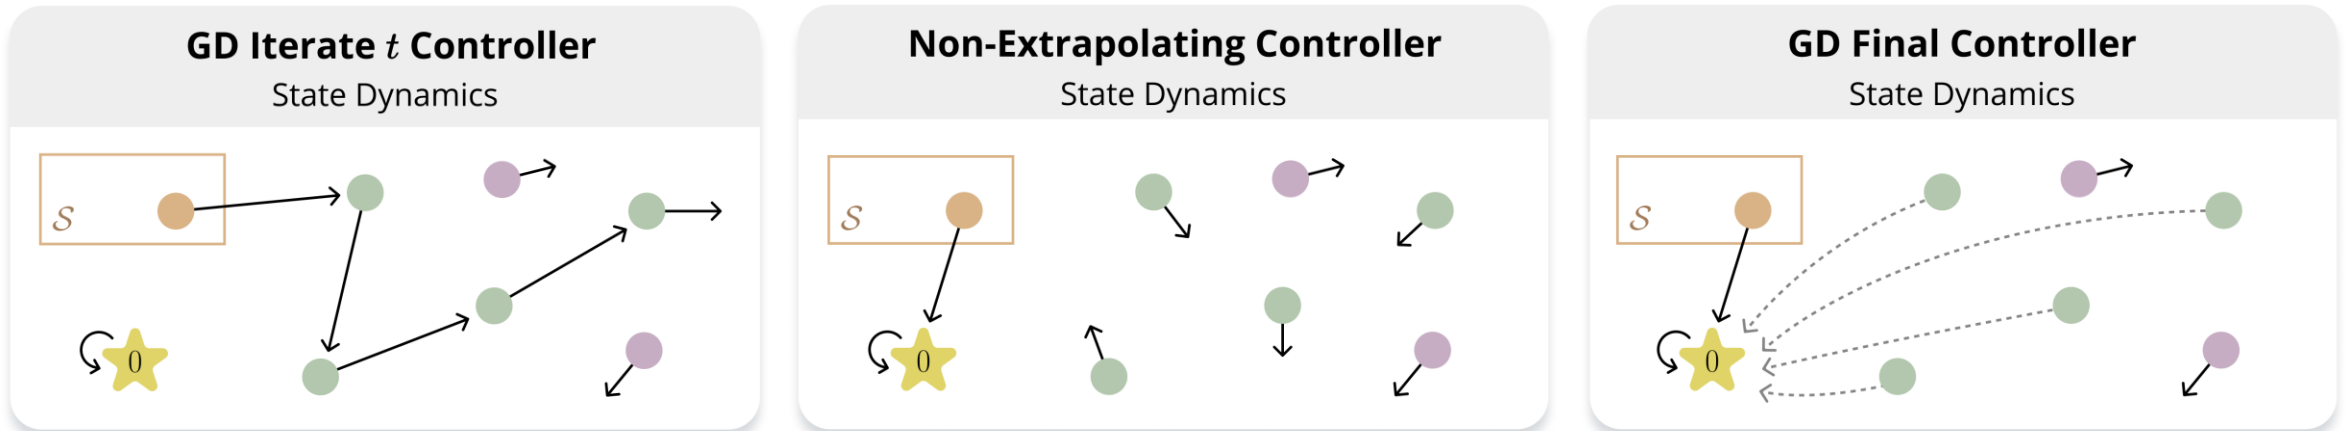 GD Iterate t Controller
State Dynamics
S
0
Non-Extrapolating Controller
State Dynamics
S
0
GD Final Controller
State Dynamics
S
0